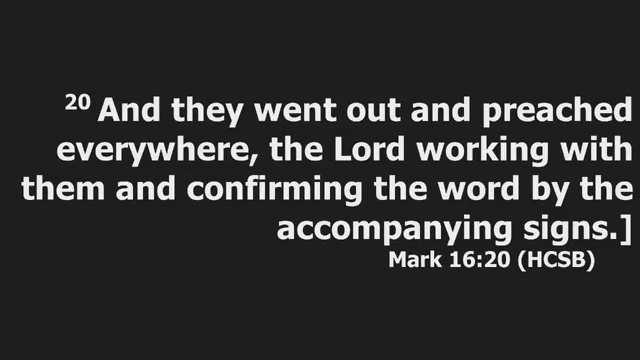 20 And they went out and preached
everywhere, the Lord working with
them and confirming the word by the
accompanying signs.]
Mark 16:20 (HCSB)